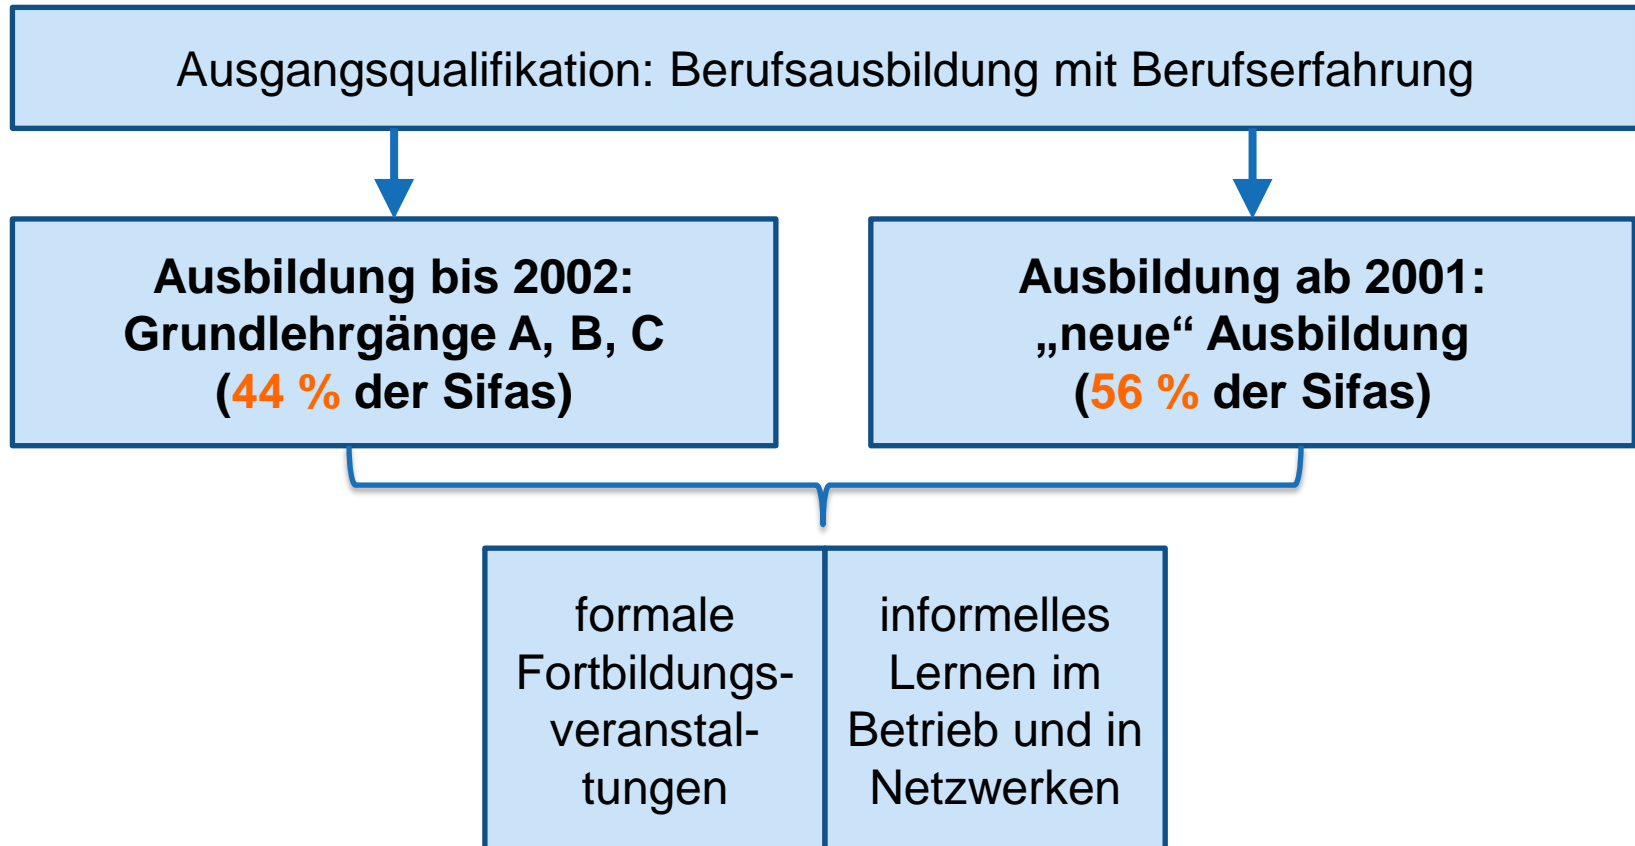 Ausgangsqualifikation: Berufsausbildung mit Berufserfahrung
Ausbildung bis 2002:
Grundlehrgänge A, B, C
(44 % der Sifas)
Ausbildung ab 2001:
„neue“ Ausbildung
(56 % der Sifas)
formale
Fortbildungs-
veranstal-
tungen
informelles
Lernen im
Betrieb und in
Netzwerken